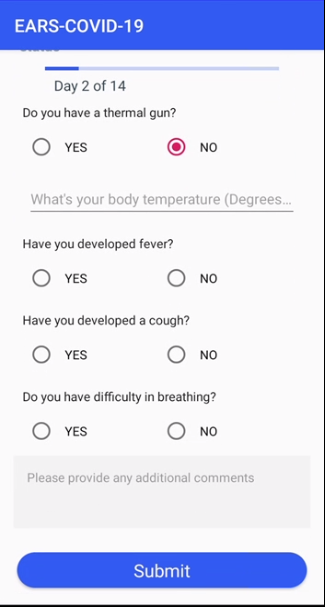 EARS-COVID-19
Day 2 of 14
Do you have a thermal gun?
YES NO
What's your body temperature (Degrees...
Have you developed fever?
YES NO
Have you developed a cough?
YES NO
Do you have difficulty in breathing?
YES NO
Please provide any additional comments
Submit